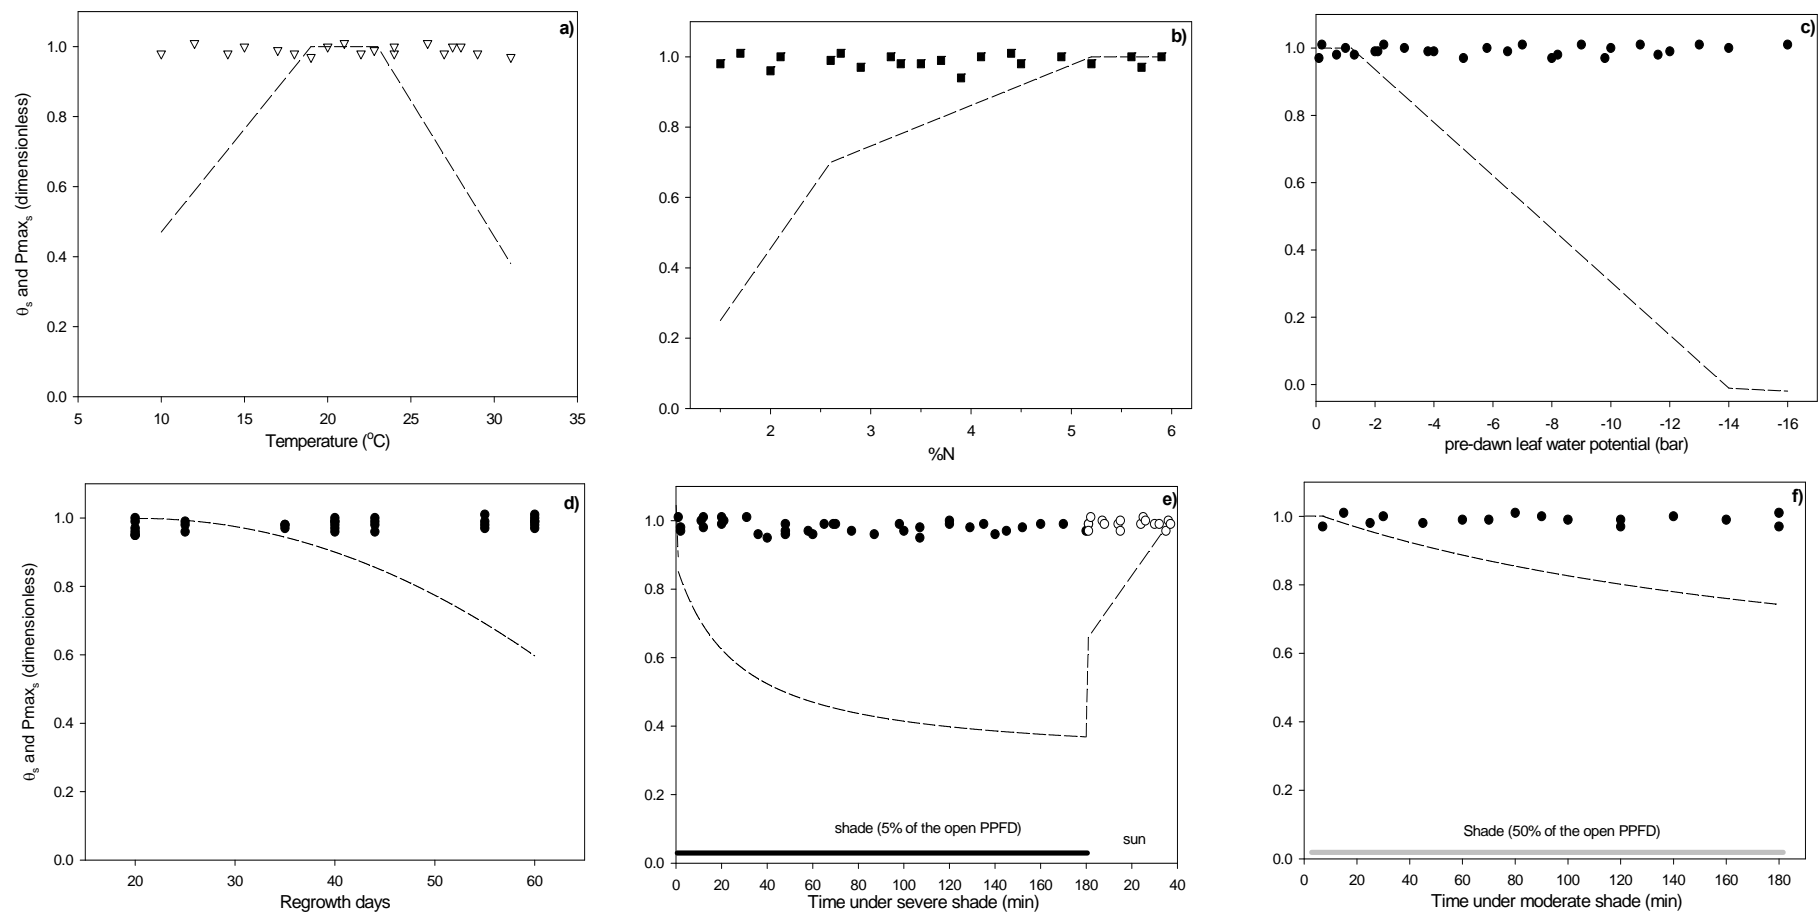 a)
1.0
0.8
0.6
0.4
0.2
0.0
5 10 15 20 25 30 35
Temperature (°C)
θs and Pmaxs (dimensionless)
b)
1.0
0.8
0.6
0.4
0.2
0.0
2 3 4 5 6
%N
c)
1.0
0.8
0.6
0.4
0.2
0.0
0 -2 -4 -6 -8 -10 -12 -14 -16
pre-dawn leaf water potential (bar)
d)
1.0
0.8
0.6
0.4
0.2
0.0
20 30 40 50 60
Regrowth days
θs and Pmaxs (dimensionless)
e)
1.0
0.8
0.6
0.4
0.2
0.0
shade (5% of the open PPFD)
sun
0 20 40 60 80 100 120 140 160 180 20 40
Time under severe shade (min)
f)
1.0
0.8
0.6
0.4
0.2
0.0
Shade (50% of the open PPFD)
0 20 40 60 80 100 120 140 160 180
Time under moderate shade (min)